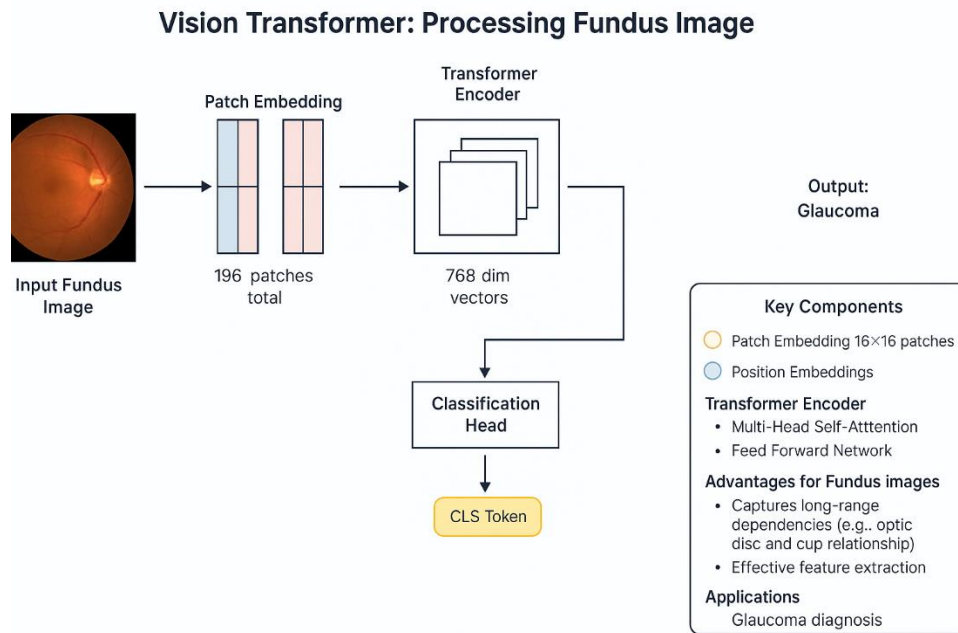 Vision Transformer: Processing Fundus Image
Transformer
Encoder
Patch Embedding
Input Fundus
Image
196 patches
total
768 dim
vectors
Classification
Head
CLS Token
Output:
Glaucoma
Key Components
Patch Embedding 16×16 patches
Position Embeddings
Transformer Encoder
• Multi-Head Self-Atttention
• Feed Forward Network
Advantages for Fundus images
• Captures long-range
dependencies (e.g.. optic
disc and cup relationship)
• Effective feature extraction
Applications
Glaucoma diagnosis